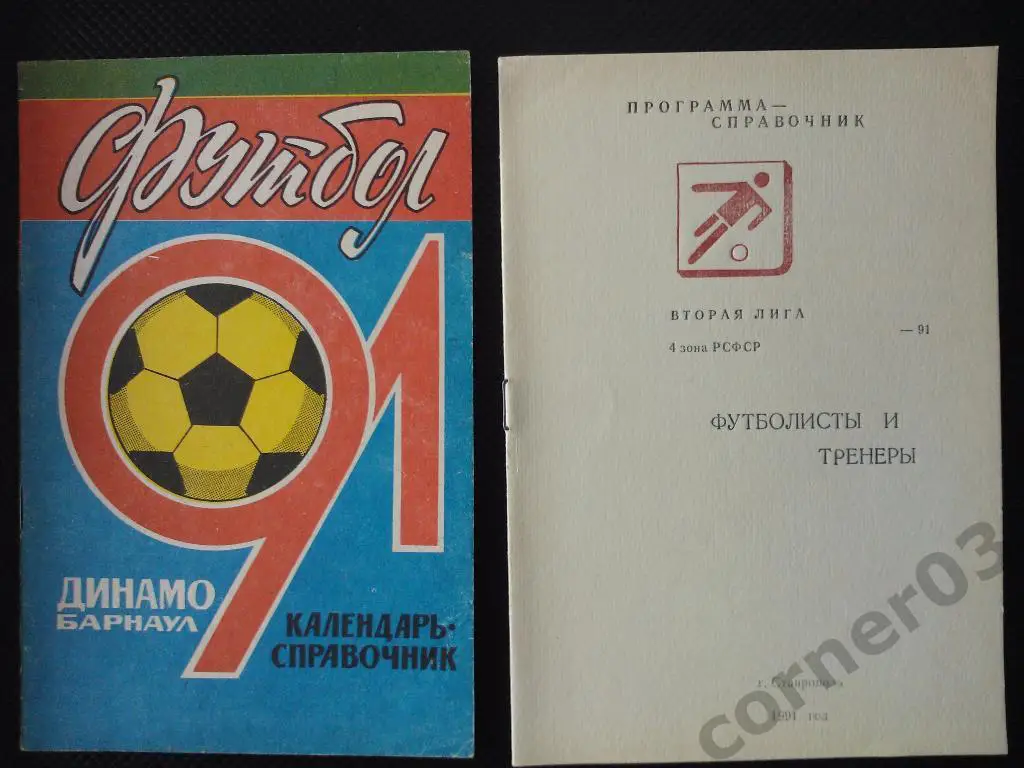 Футбол
91
ДИНАМО
БАРНАУЛ
КАЛЕНДАРЬ-
СПРАВОЧНИК
ПРОГРАММА—
СПРАВОЧНИК
ВТОРАЯ ЛИГА
—91
4 зона РСФСР
ФУТБОЛИСТЫ И
ТРЕНЕРЫ
г. Ставрополь
1991 год
corner03